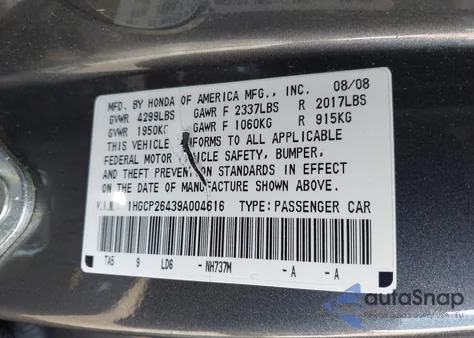 MFD. BY HONDA OF AMERICA MFG., INC. 08/08
GVWR 4299LBS GAWR F 2337LBS R 2017LBS
GVWR 1950KG GAWR F 1060KG R 915KG
THIS VEHICLE CONFORMS TO ALL APPLICABLE
FEDERAL MOTOR VEHICLE SAFETY, BUMPER,
AND THEFT PREVENTION STANDARDS IN EFFECT
ON THE DATE OF MANUFACTURE SHOWN ABOVE.
V.I.N. 1HGCP26439A004616 TYPE: PASSENGER CAR
TA5 9 LD6 - NH737M -A -A
autoSnap